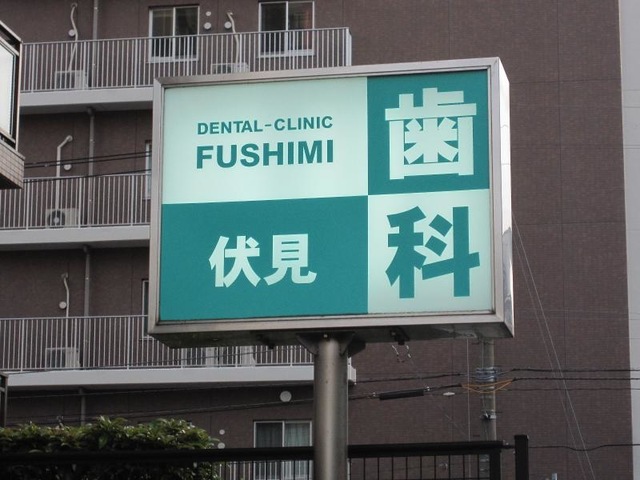 DENTAL-CLINIC
FUSHIMI
伏見
歯科